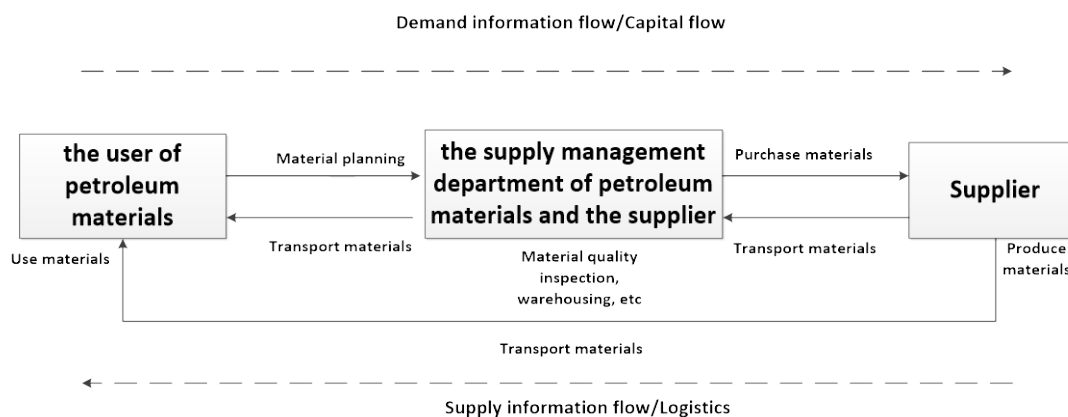 Demand information flow/Capital flow
the user of
petroleum
materials
Material planning
the supply management
department of petroleum
materials and the supplier
Purchase materials
Supplier
Transport materials
Transport materials
Use materials
Material quality
inspection,
warehousing, etc
Produce
materials
Transport materials
Supply information flow/Logistics